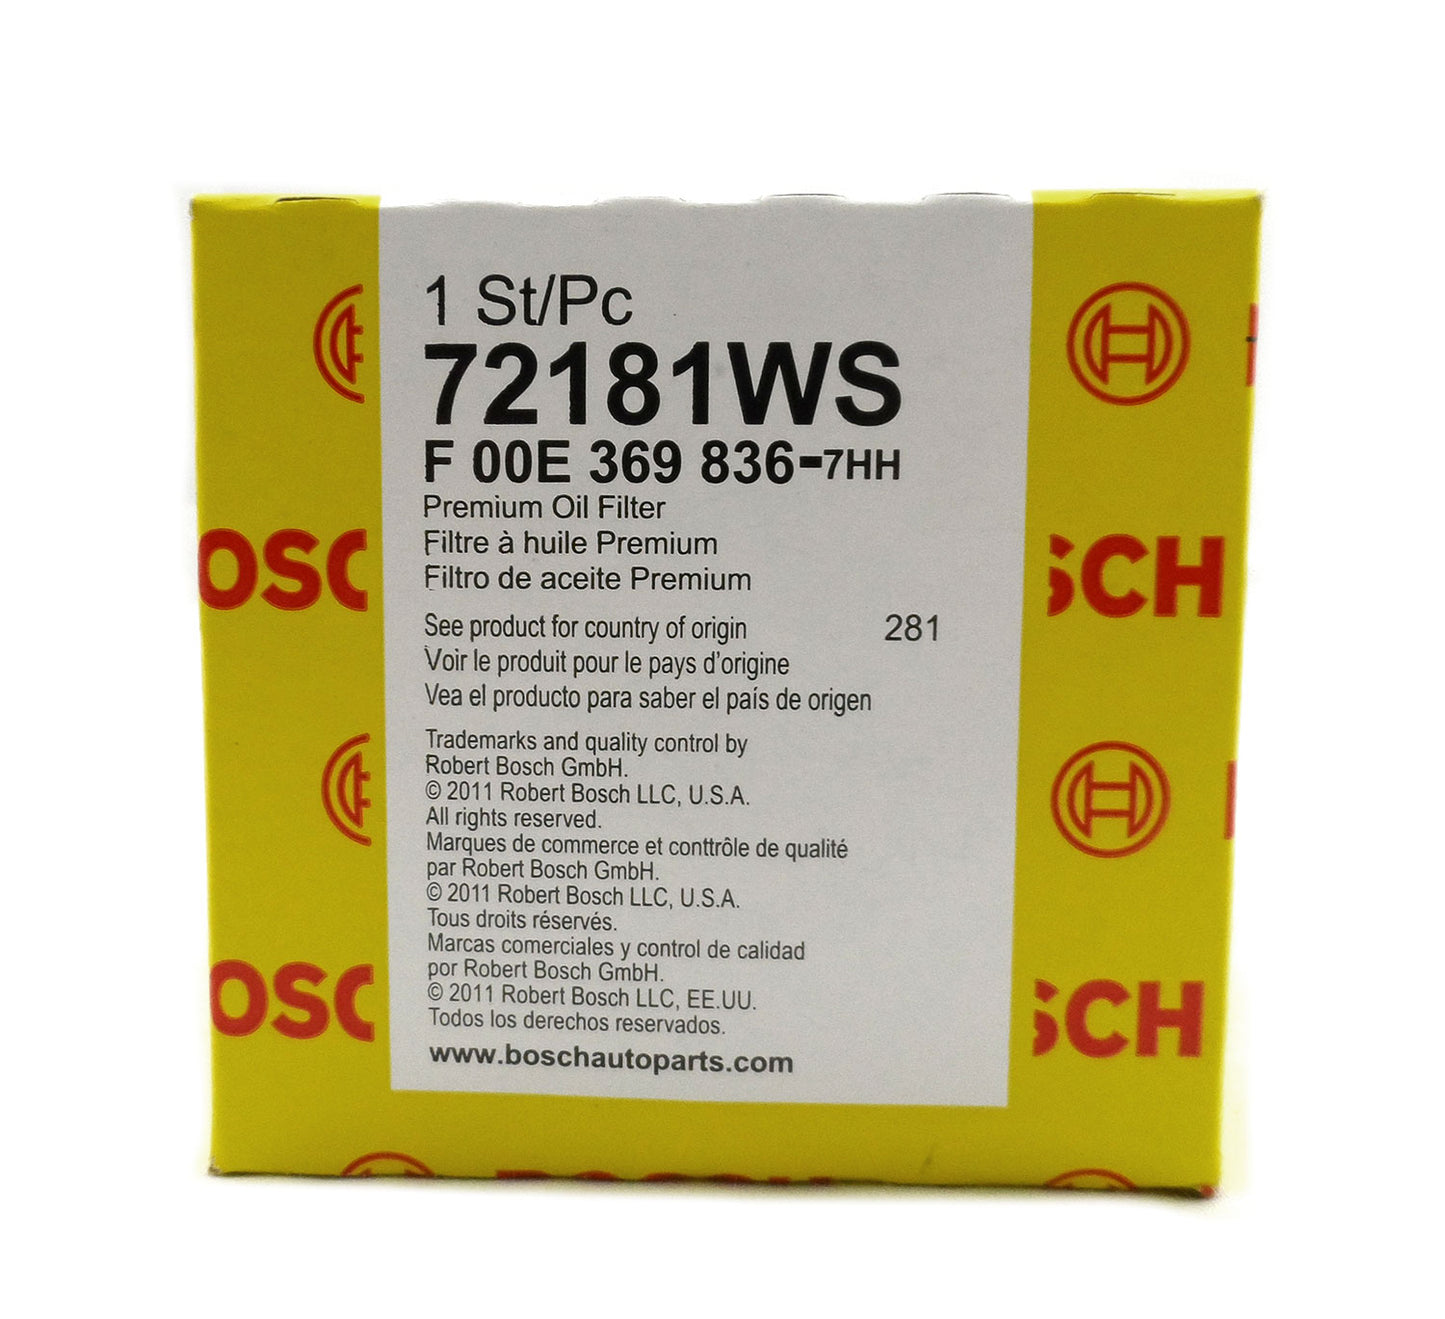 1 St/Pc
72181WS
F 00E 369 836-7HH
Premium Oil Filter
Filtre à huile Premium
Filtro de aceite Premium
See product for country of origin 281
Voir le produit pour le pays d'origine
Vea el producto para saber el país de origen
Trademarks and quality control by
Robert Bosch GmbH.
© 2011 Robert Bosch LLC, U.S.A.
All rights reserved.
Marques de commerce et conttrôle de qualité
par Robert Bosch GmbH.
© 2011 Robert Bosch LLC, U.S.A.
Tous droits réservés.
Marcas comerciales y control de calidad
por Robert Bosch GmbH.
© 2011 Robert Bosch LLC, EE.UU.
Todos los derechos reservados.
www.boschautoparts.com
OSC
SCH
OSC
SCH
BOSCH